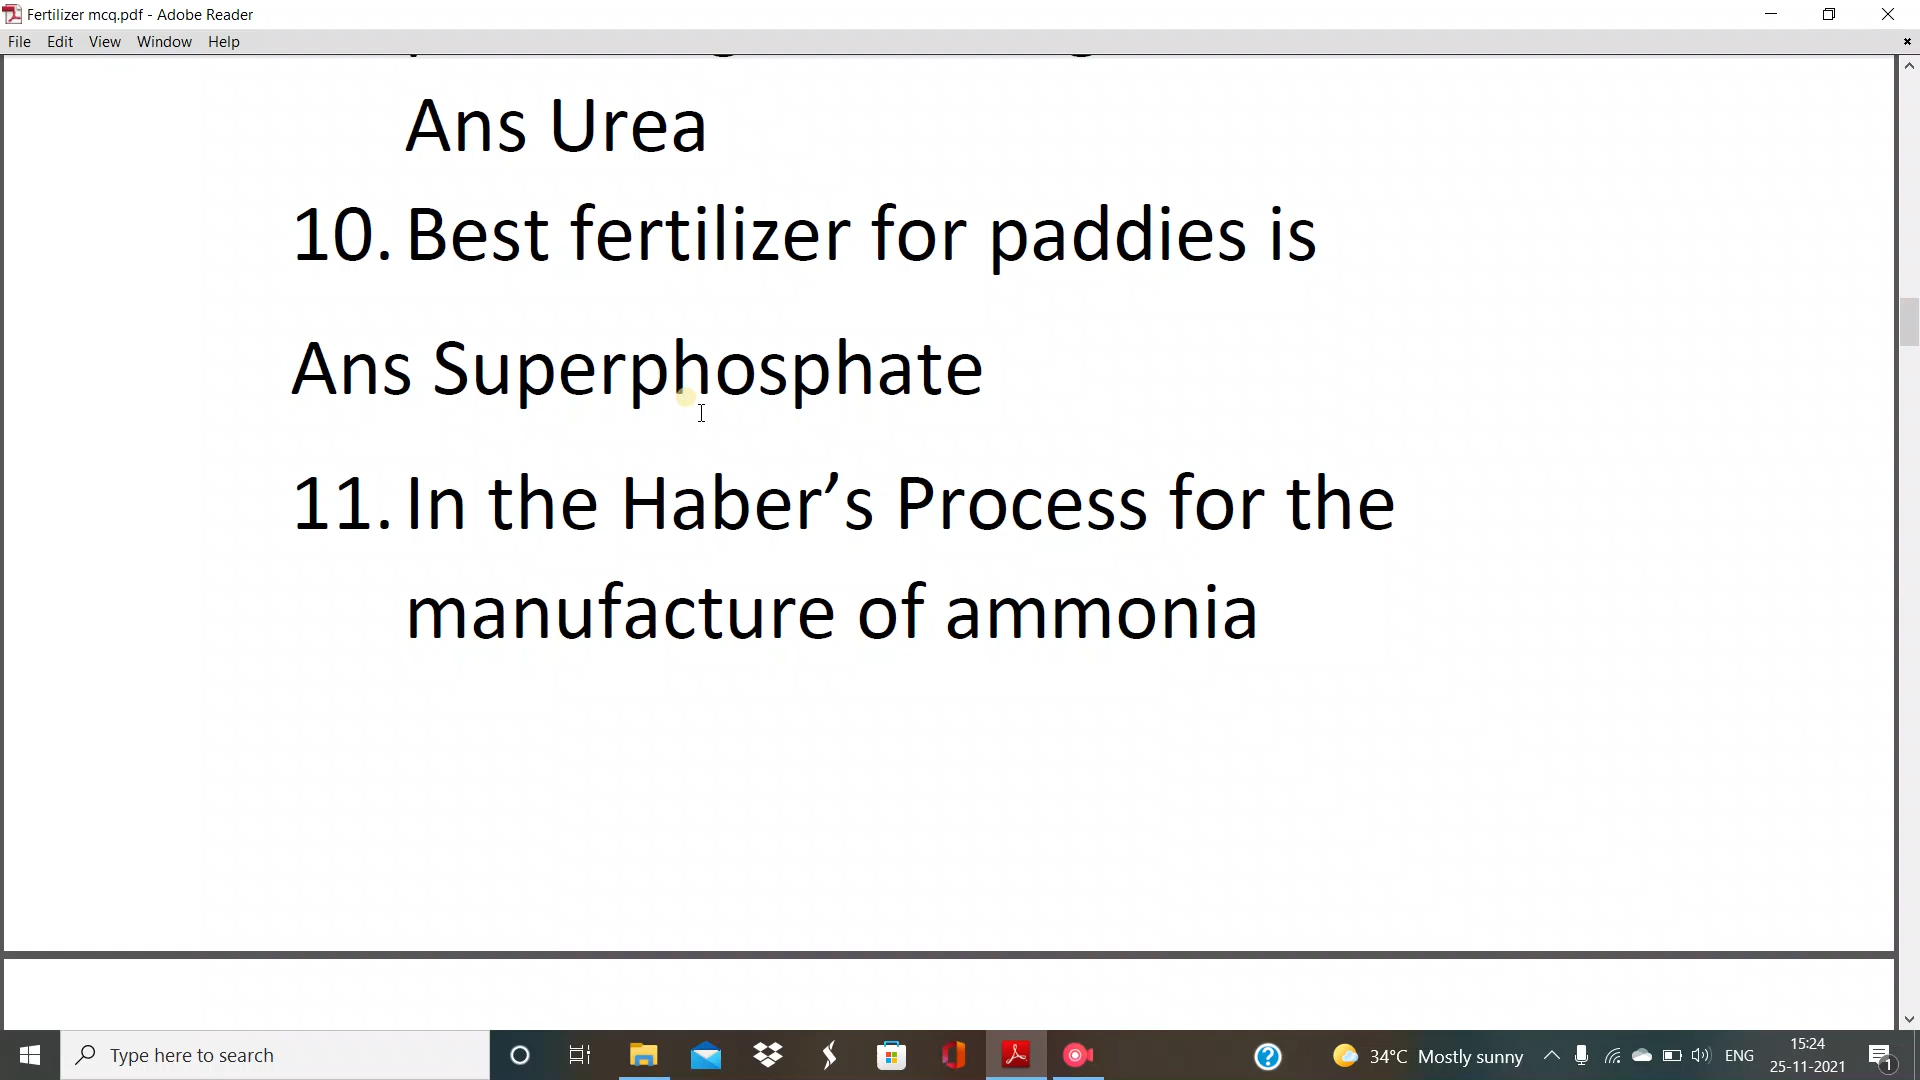 Fertilizer mcq.pdf - Adobe Reader
File Edit View Window Help
Ans Urea
10. Best fertilizer for paddies is
Ans Superphosphate
11. In the Haber’s Process for the
manufacture of ammonia
Type here to search
34°C Mostly sunny
ENG
15:24
25-11-2021
1